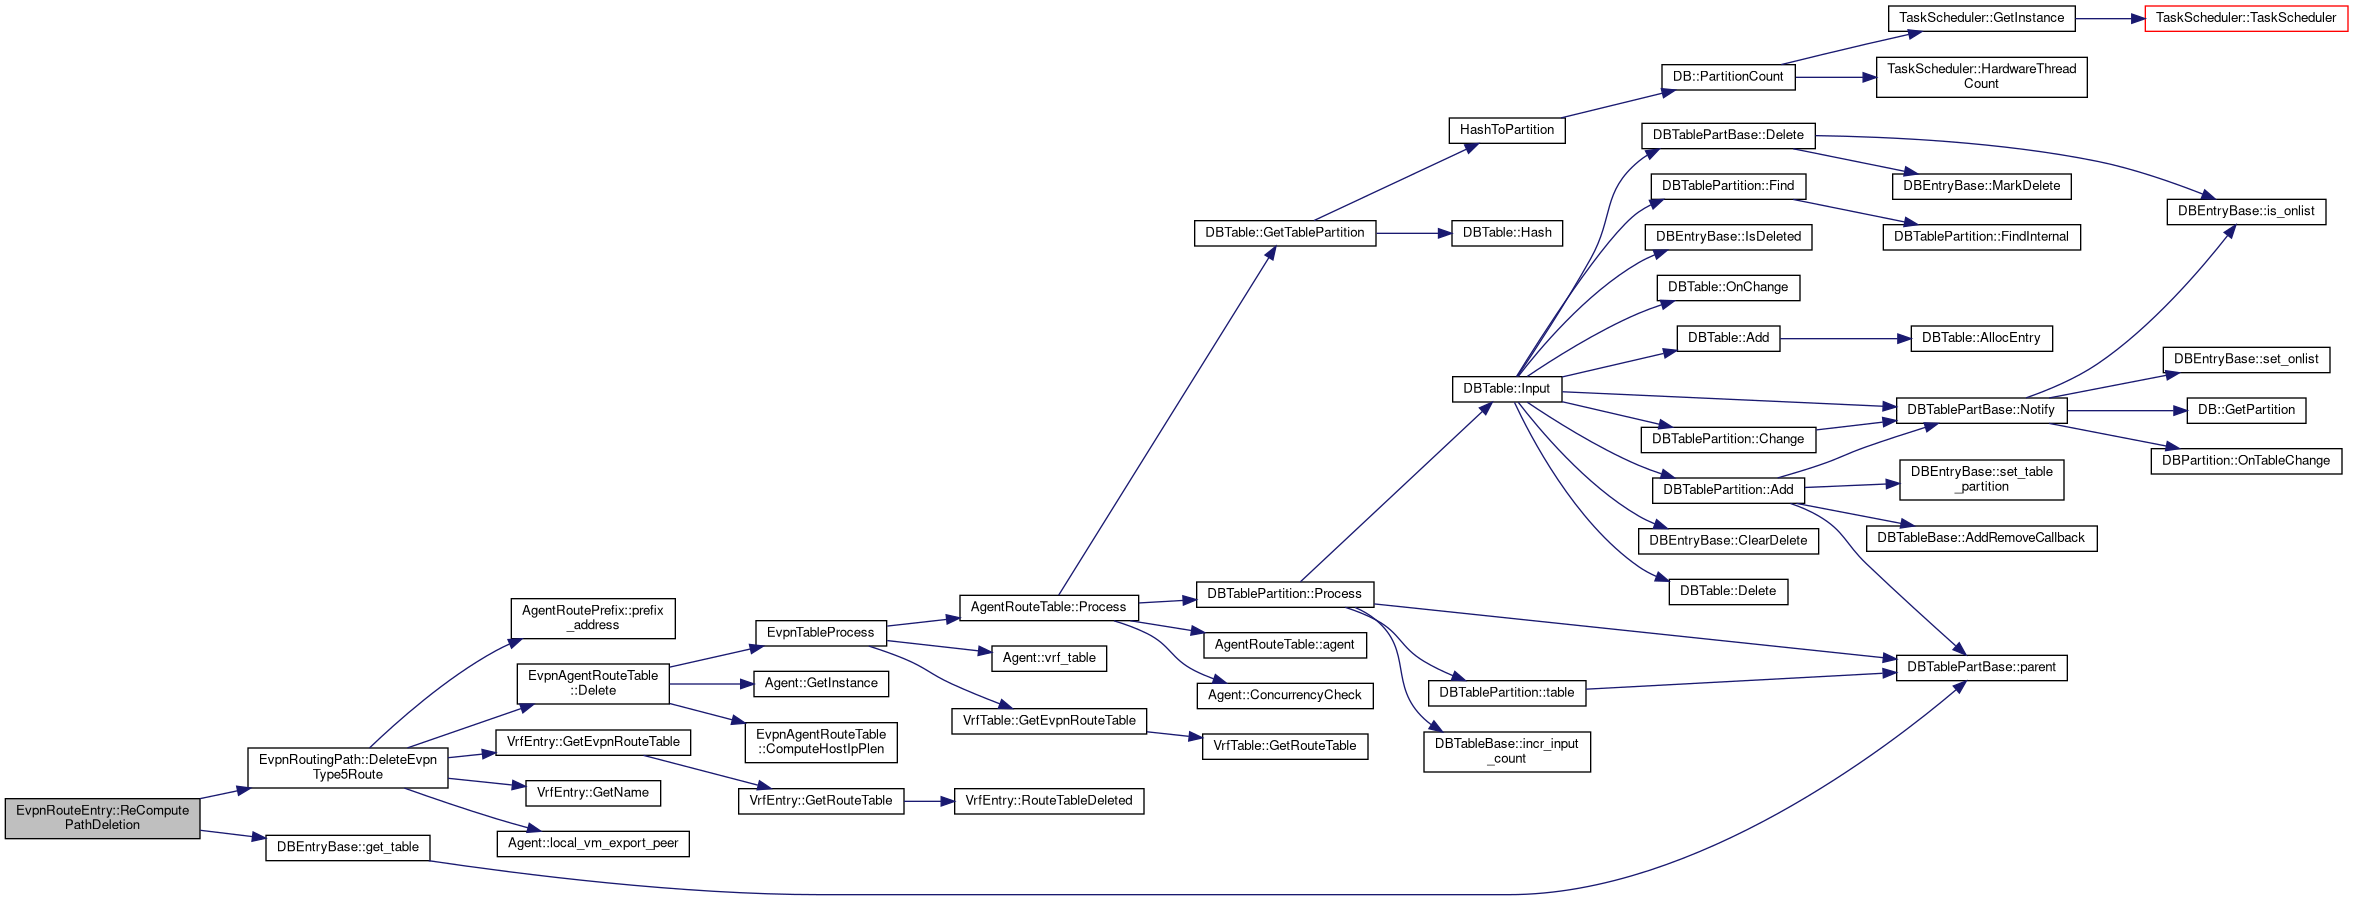 EvpnRouteEntry::ReCompute
PathDeletion
EvpnRoutingPath::DeleteEvpn
Type5Route
DBEntryBase::get_table
AgentRoutePrefix::prefix
_address
EvpnAgentRouteTable
::Delete
VrfEntry::GetEvpnRouteTable
VrfEntry::GetName
Agent::local_vm_export_peer
EvpnTableProcess
Agent::GetInstance
EvpnAgentRouteTable
::ComputeHostIpPlen
VrfEntry::GetRouteTable
AgentRouteTable::Process
Agent::vrf_table
VrfTable::GetEvpnRouteTable
VrfEntry::RouteTableDeleted
DBTable::GetTablePartition
DBTablePartition::Process
AgentRouteTable::agent
Agent::ConcurrencyCheck
VrfTable::GetRouteTable
HashToPartition
DBTable::Hash
DBTable::Input
DBTablePartition::table
DBTableBase::incr_input
_count
DB::PartitionCount
DBTablePartBase::Delete
DBTablePartition::Find
DBEntryBase::IsDeleted
DBTable::OnChange
DBTable::Add
DBTablePartition::Change
DBTablePartition::Add
DBEntryBase::ClearDelete
DBTable::Delete
TaskScheduler::GetInstance
TaskScheduler::HardwareThread
Count
DBEntryBase::MarkDelete
DBTablePartition::FindInternal
DBTable::AllocEntry
DBTablePartBase::Notify
DBEntryBase::set_table
_partition
DBTableBase::AddRemoveCallback
DBTablePartBase::parent
TaskScheduler::TaskScheduler
DBEntryBase::is_onlist
DBEntryBase::set_onlist
DB::GetPartition
DBPartition::OnTableChange